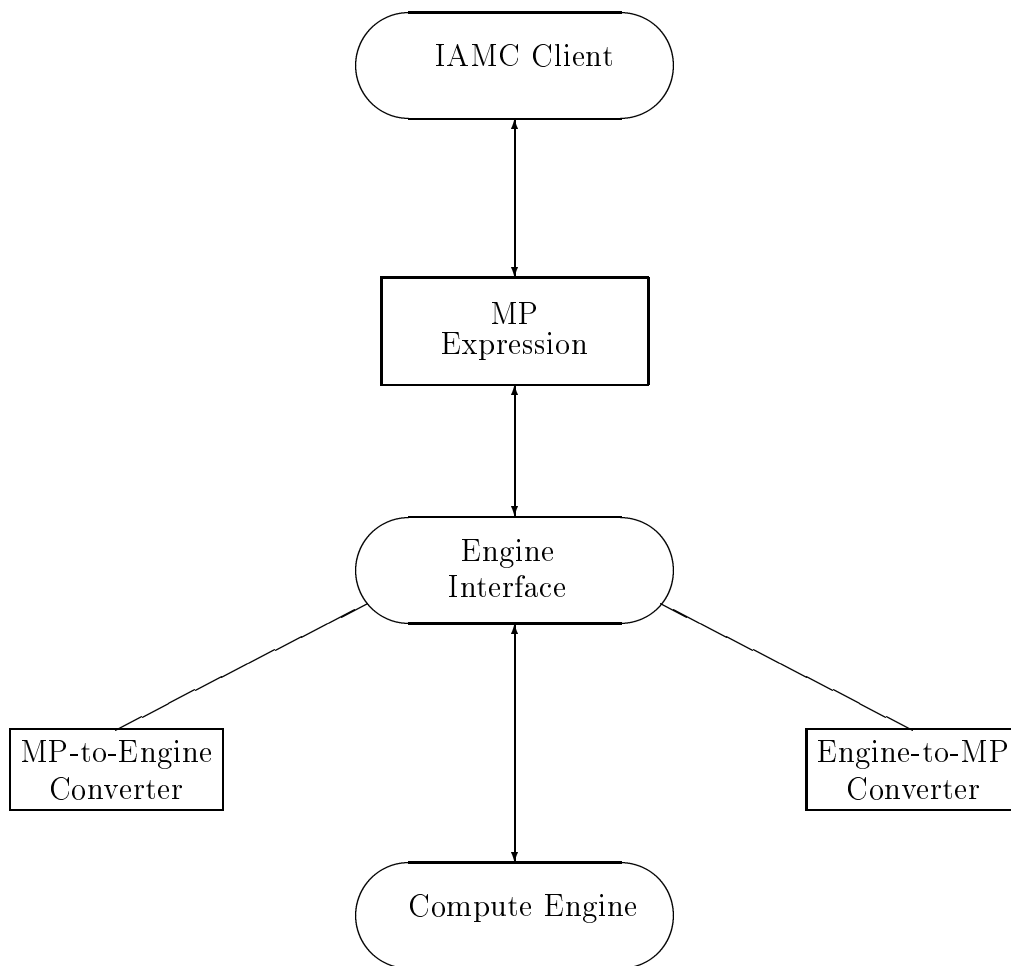 IAMC Client
MP
Expression
Engine
Interface
MP-to-Engine
Converter
Engine-to-MP
Converter
Compute Engine